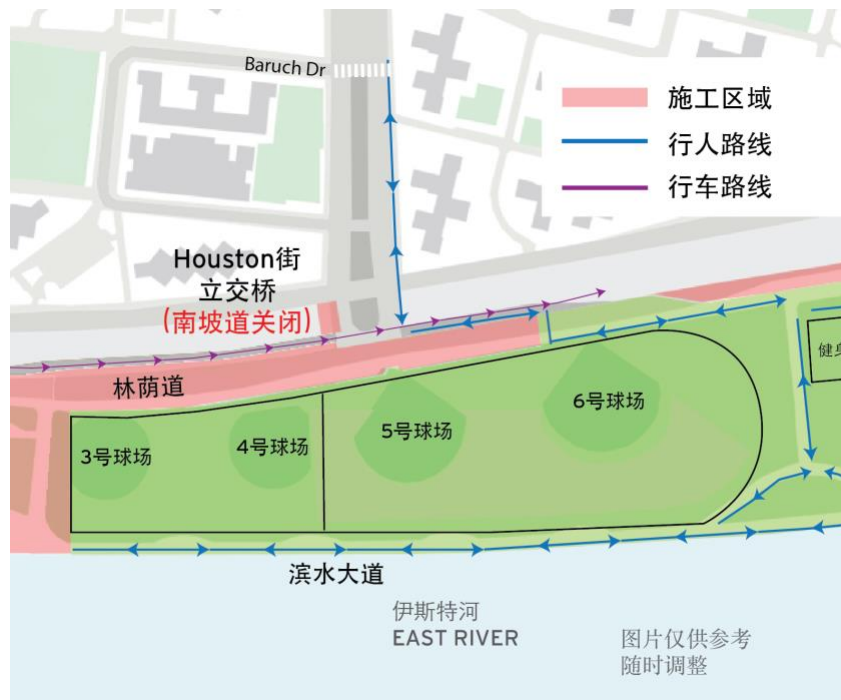 Baruch Dr
施工区域
行人路线
行车路线
Houston街
立交桥
(南坡道关闭)
林荫道
3号球场
4号球场
5号球场
6号球场
健身
滨水大道
伊斯特河
EAST RIVER
图片仅供参考
随时调整